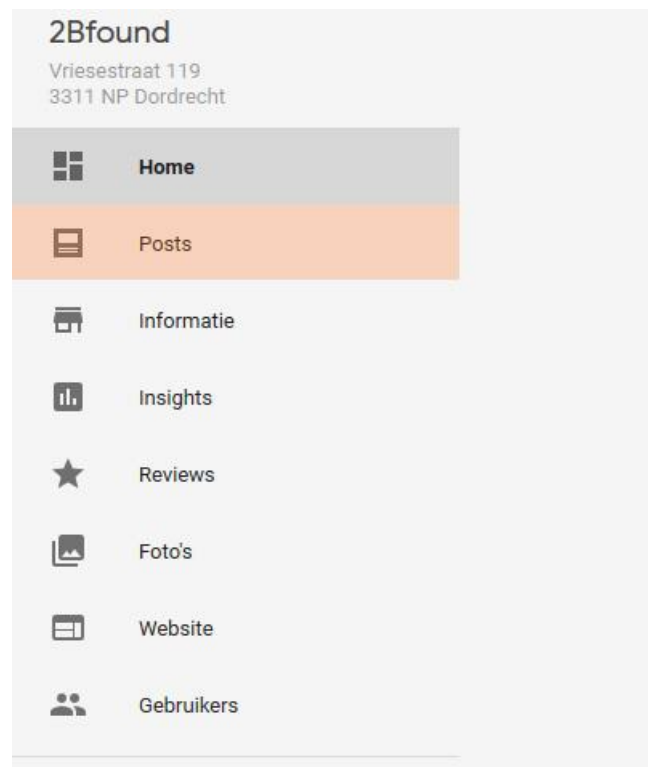 2Bfound
Vriesestraat 119
3311 NP Dordrecht
Home
Posts
Informatie
Insights
Reviews
Foto's
Website
Gebruikers